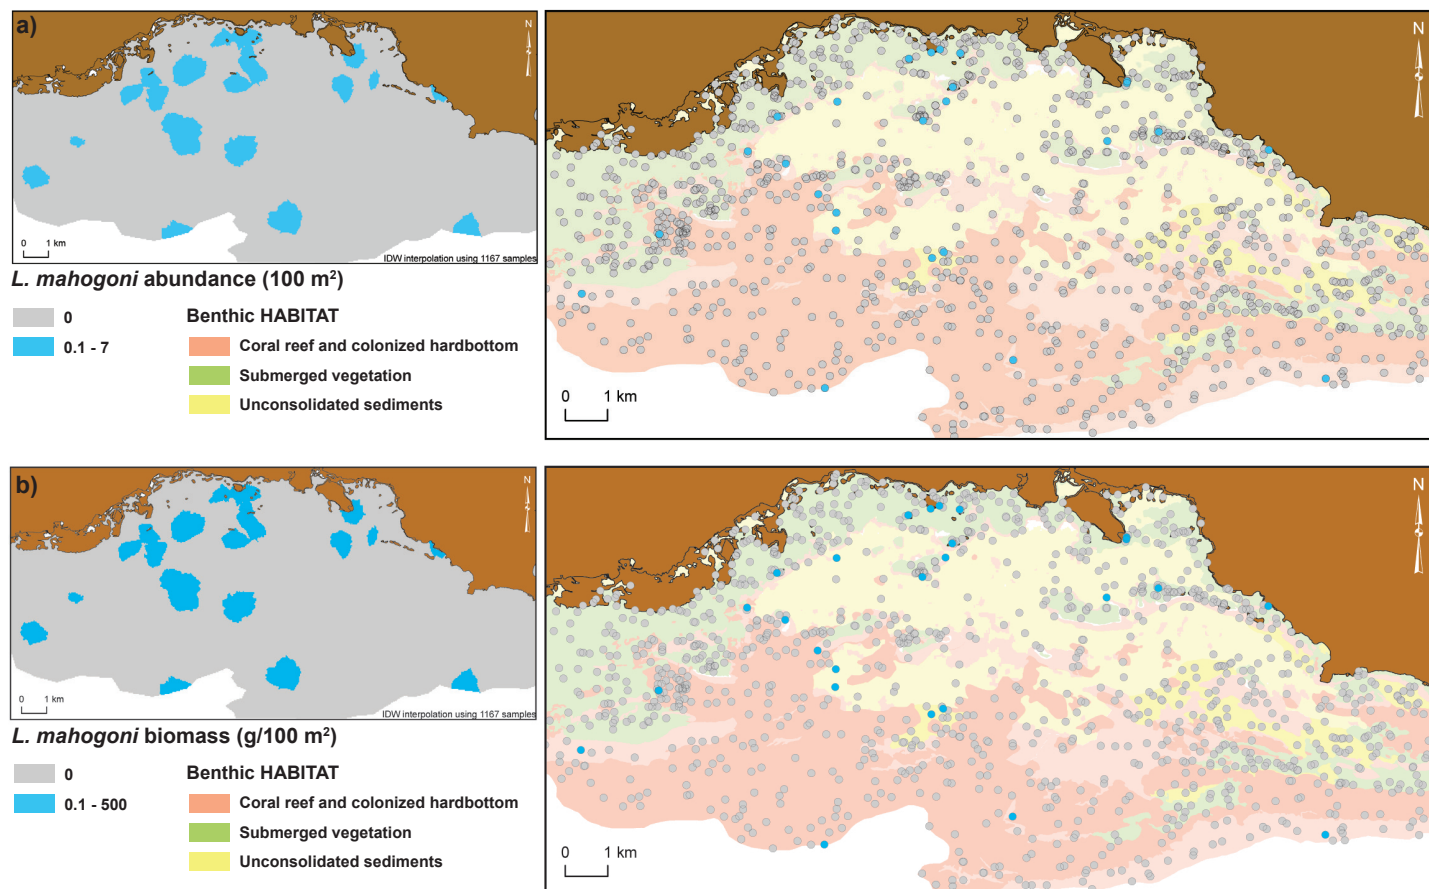 a)
N
0 1 km
IDW interpolation using 1167 samples
N
0 1 km
L. mahogoni abundance (100 m²)
0
0.1 - 7
Benthic HABITAT
Coral reef and colonized hardbottom
Submerged vegetation
Unconsolidated sediments
b)
N
0 1 km
IDW interpolation using 1167 samples
N
0 1 km
L. mahogoni biomass (g/100 m²)
0
0.1 - 500
Benthic HABITAT
Coral reef and colonized hardbottom
Submerged vegetation
Unconsolidated sediments